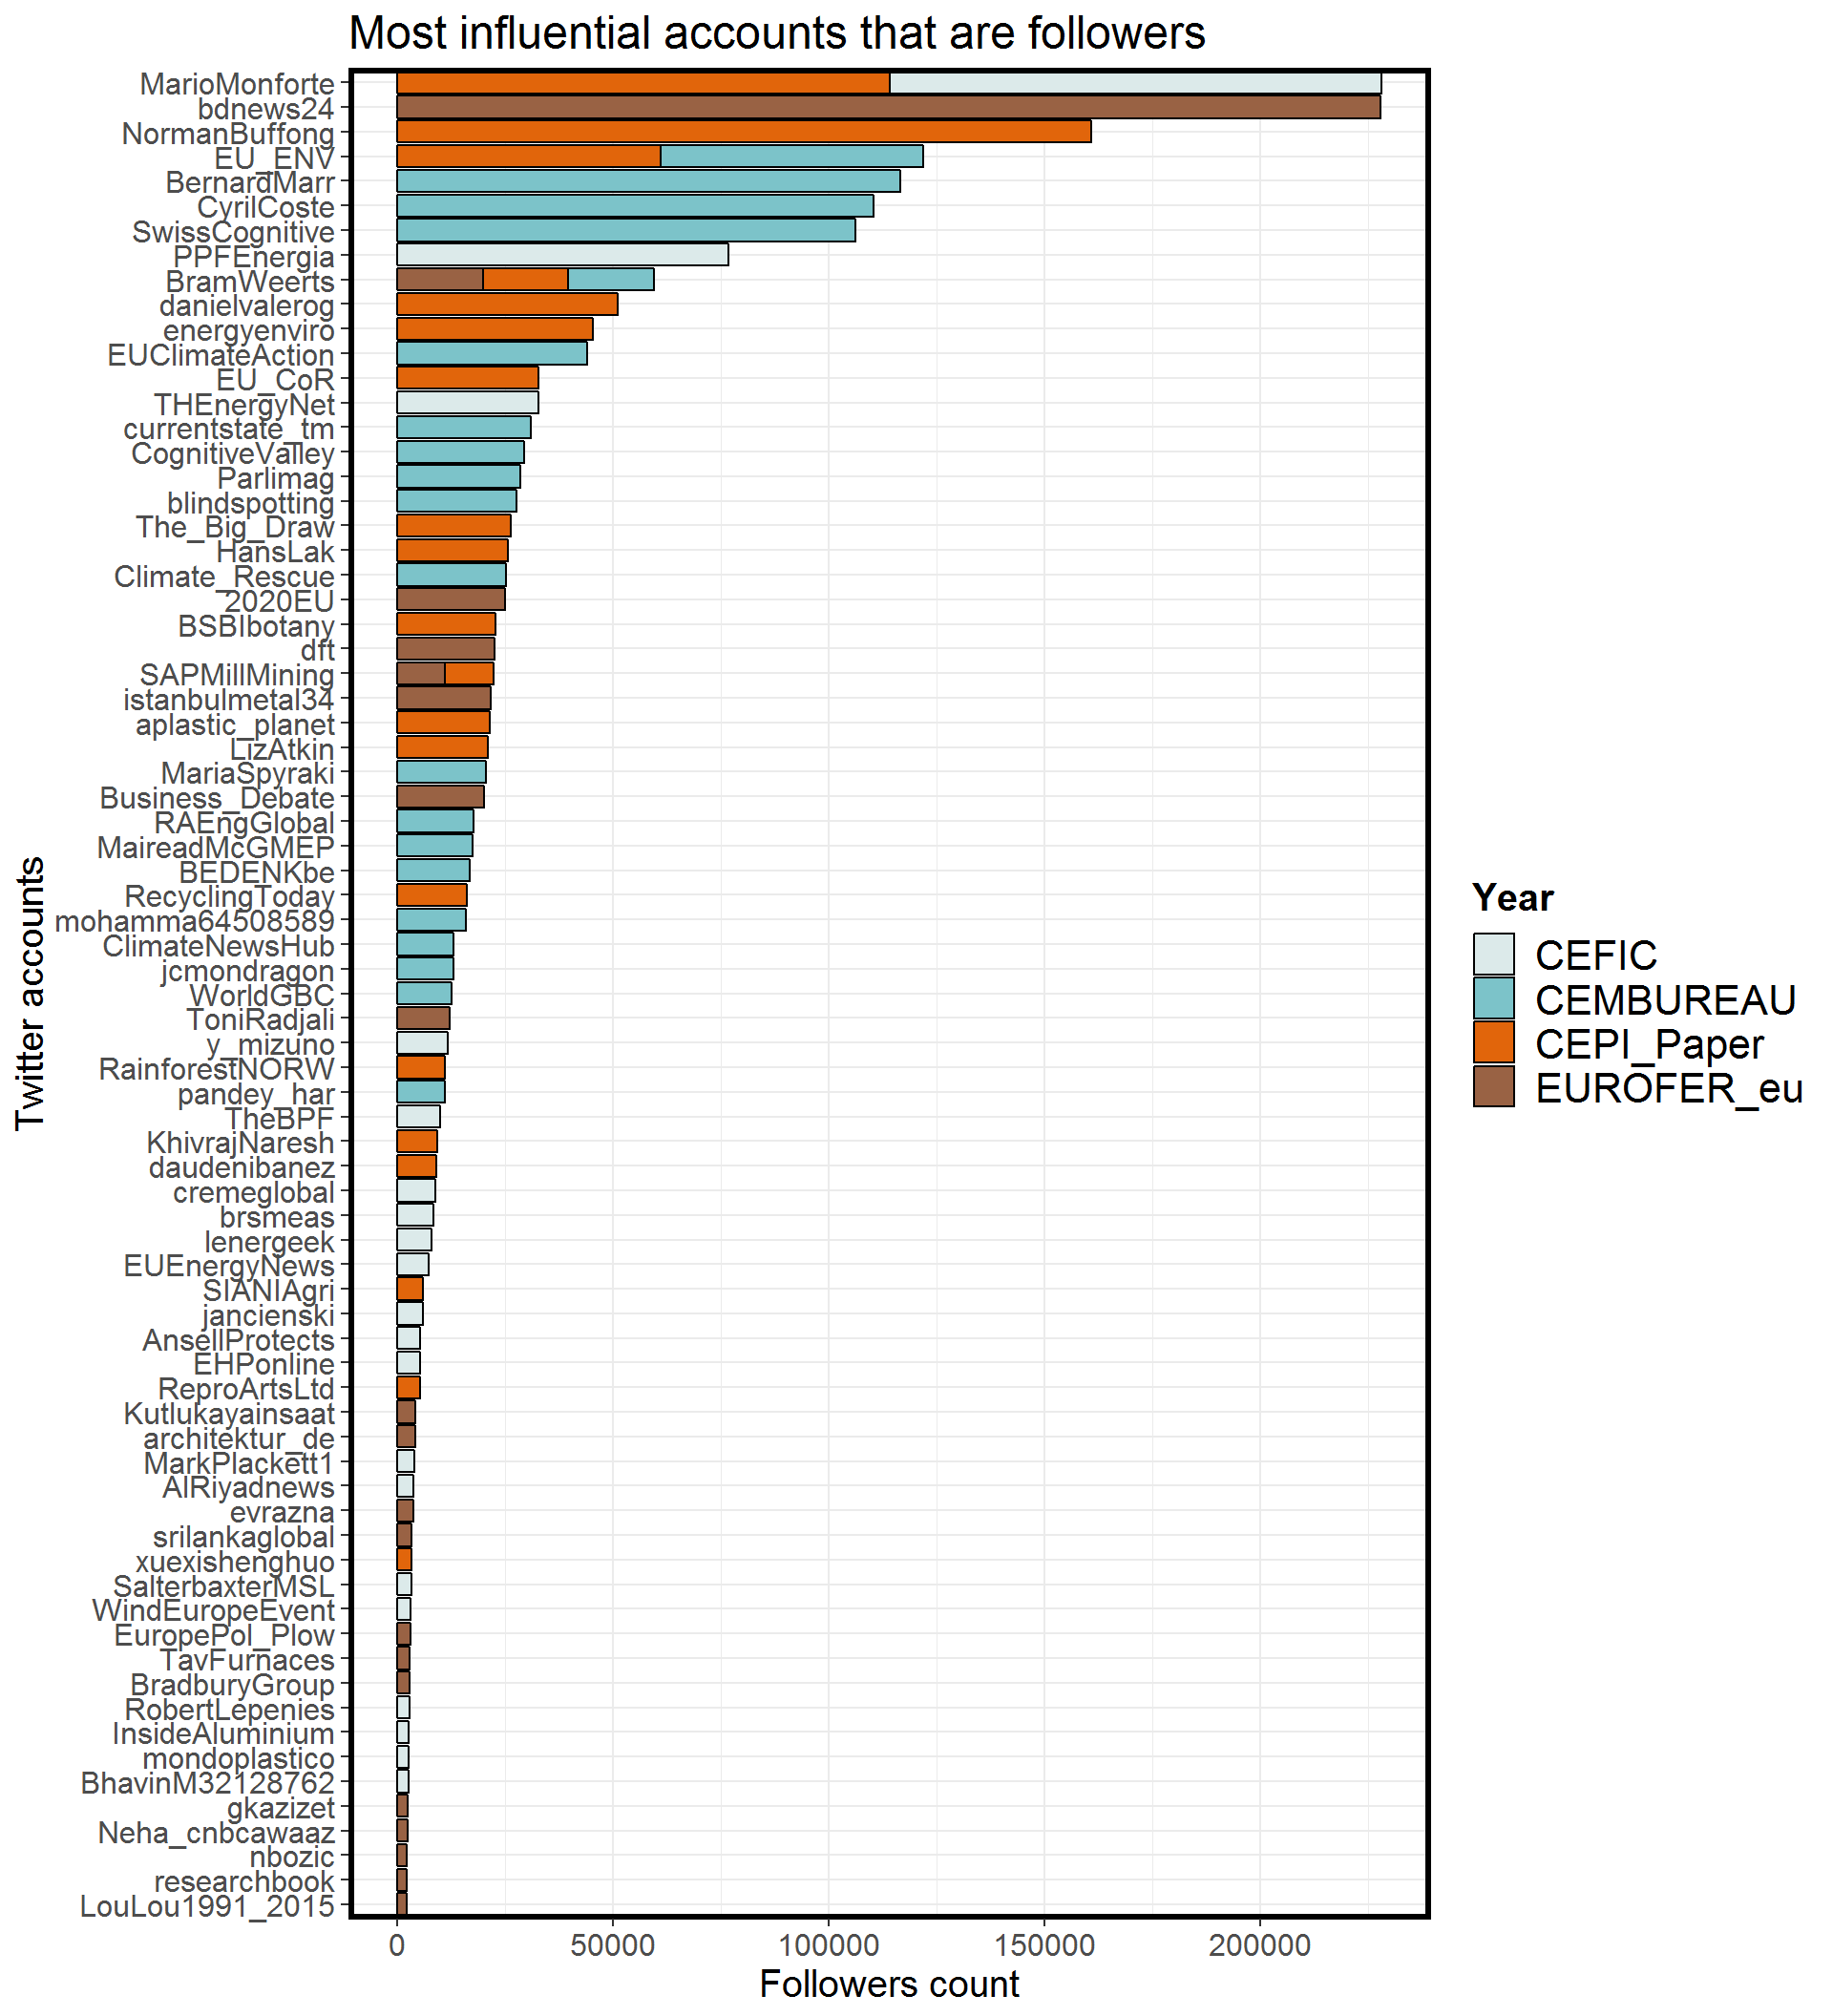 Most influential accounts that are followers
MarioMonforte
bdnews24
NormanBuffong
EU_ENV
BernardMarr
CyrilCoste
SwissCognitive
PPFEnergia
BramWeerts
danielvalerog
energyenviro
EUClimateAction
EU_CoR
THEnergyNet
currentstate_tm
CognitiveValley
Parlimag
blindspotting
The_Big_Draw
HansLak
Climate_Rescue
2020EU
BSBIbotany
dft
SAPMillMining
istanbulmetal34
aplastic_planet
LizAtkin
MariaSpyraki
Business_Debate
RAEngGlobal
MaireadMcGMEP
BEDENKbe
RecyclingToday
mohamma64508589
ClimateNewsHub
jcmondragon
WorldGBC
ToniRadjali
y_mizuno
RainforestNORW
pandey_har
TheBPF
KhivrajNaresh
daudenibanez
cremeglobal
brsmeas
lenergeek
EUEnergyNews
SIANIAgri
jancienski
AnsellProtects
EHPonline
ReproArtsLtd
Kutlukayainsaat
architektur_de
MarkPlackett1
AlRiyadnews
evrazna
srilankaglobal
xuexishenghuo
SalterbaxterMSL
WindEuropeEvent
EuropePol_Plow
TavFurnaces
BradburyGroup
RobertLepenies
InsideAluminium
mondoplastico
BhavinM32128762
gkazizet
Neha_cnbcawaaz
nbozic
researchbook
LouLou1991_2015
Twitter accounts
0 50000 100000 150000 200000
Followers count
Year
CEFIC
CEMBUREAU
CEPI_Paper
EUROFER_eu